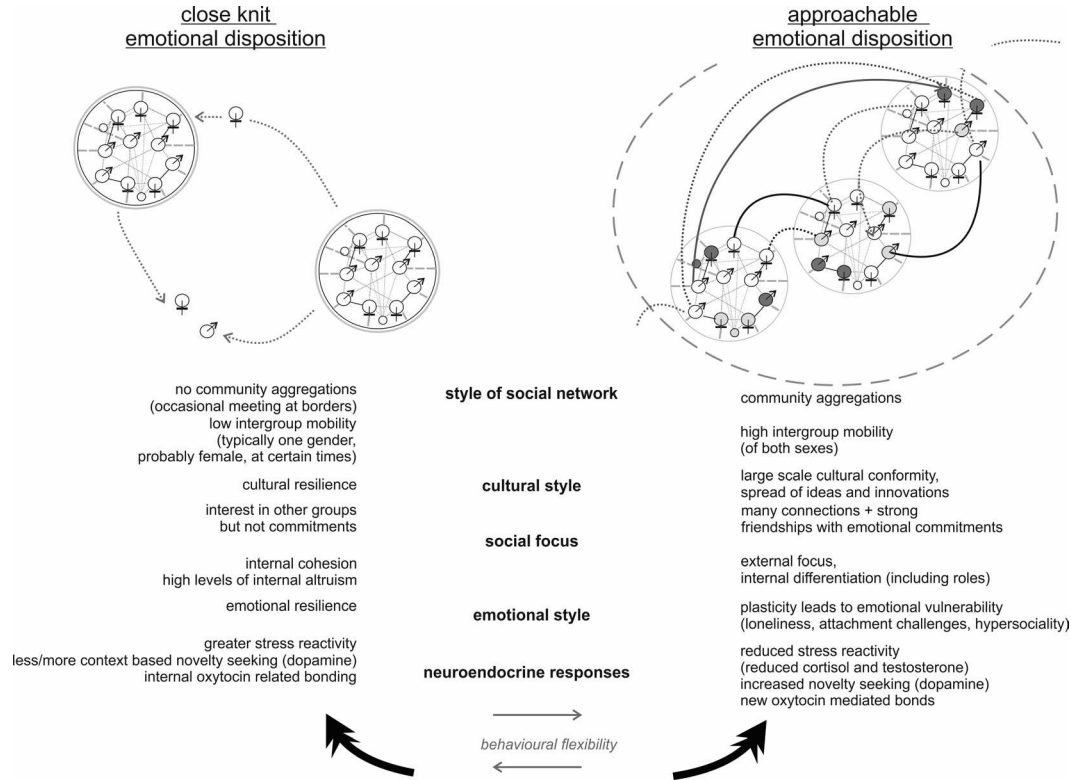 close knit
emotional disposition
approachable
emotional disposition
no community aggregations
(occasional meeting at borders)
low intergroup mobility
(typically one gender,
probably female, at certain times)
style of social network
community aggregations
high intergroup mobility
(of both sexes)
cultural resilience
cultural style
large scale cultural conformity,
spread of ideas and innovations
interest in other groups
but not commitments
internal cohesion
high levels of internal altruism
social focus
many connections + strong
friendships with emotional commitments
external focus,
internal differentiation (including roles)
emotional resilience
emotional style
plasticity leads to emotional vulnerability
(loneliness, attachment challenges, hypersociality)
greater stress reactivity
less/more context based novelty seeking (dopamine)
internal oxytocin related bonding
neuroendocrine responses
reduced stress reactivity
(reduced cortisol and testosterone)
increased novelty seeking (dopamine)
new oxytocin mediated bonds
behavioural flexibility